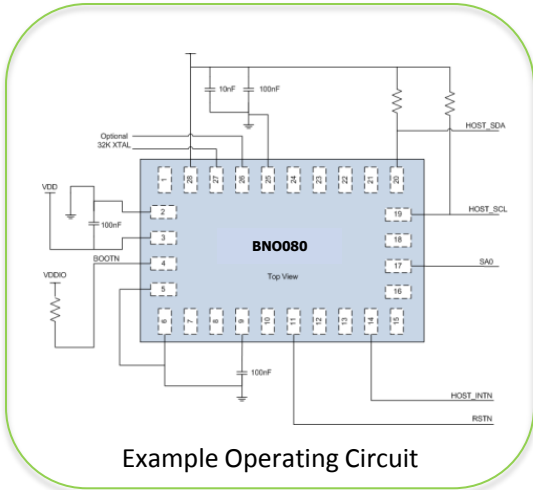 10nF
100nF
HOST_SDA
Optional
32K XTAL
1
28
27
26
25
24
23
22
21
20
VDD
2
19
HOST_SCL
100nF
3
BNO080
18
BOOTN
4
17
SA0
VDDIO
Top View
5
16
6
7
8
9
10
11
12
13
14
15
100nF
HOST_INTN
RSTN
Example Operating Circuit